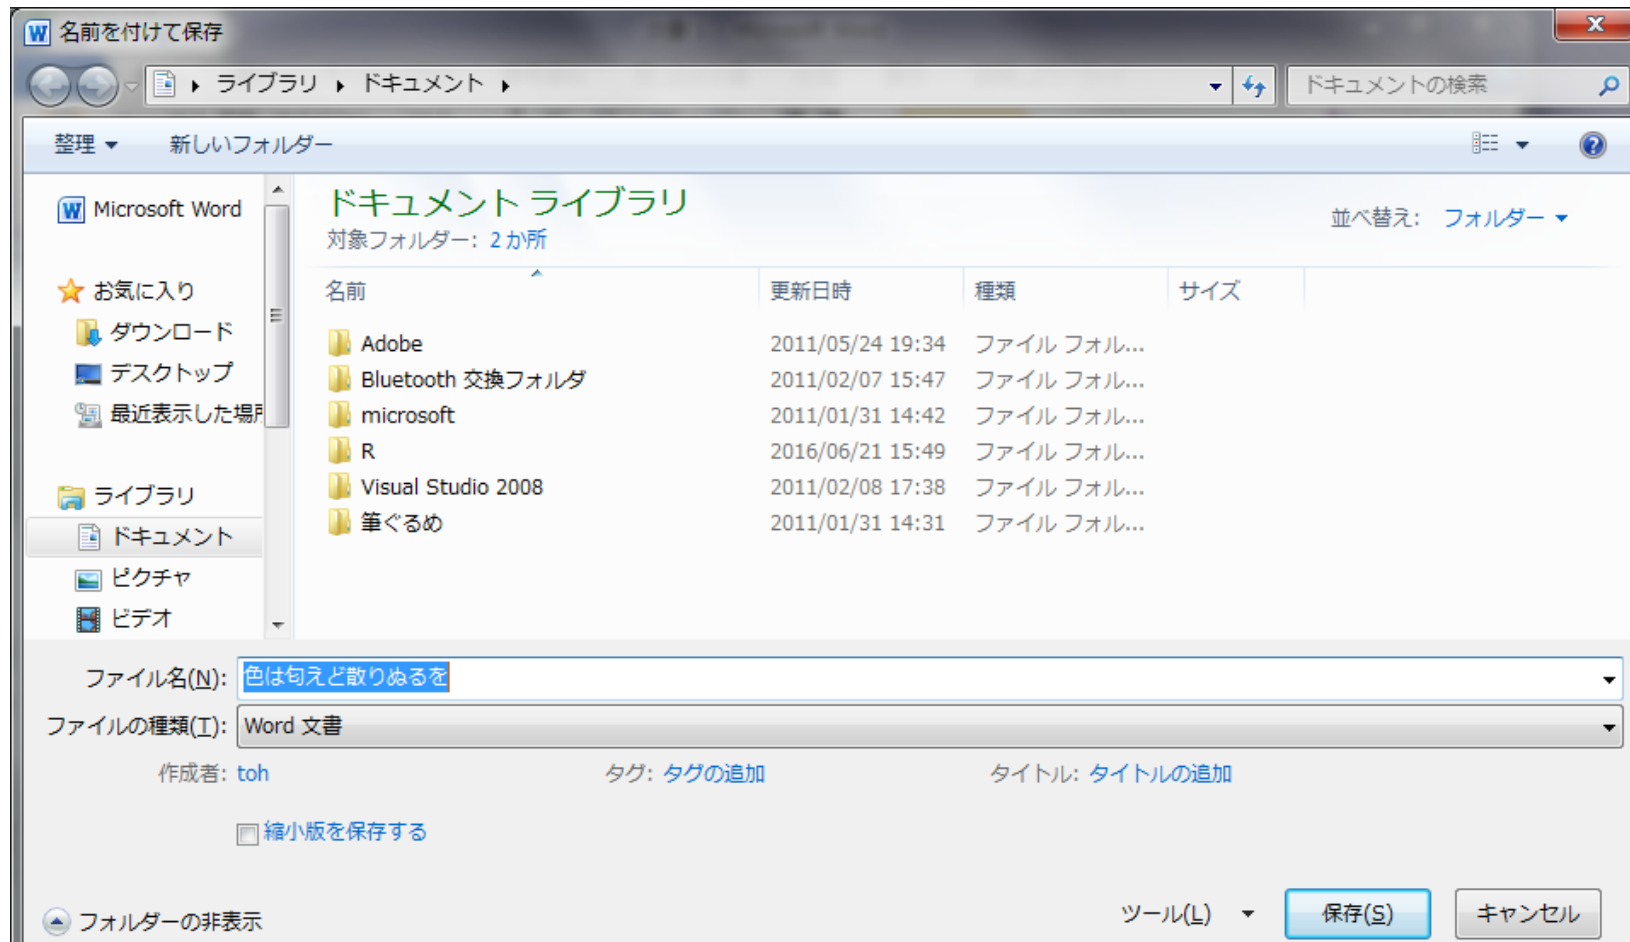 名前を付けて保存
ライブラリ ドキュメント ドキュメントの検索
整理 新しいフォルダー
Microsoft Word
お気に入り
ダウンロード
デスクトップ
最近表示した場所
ライブラリ
ドキュメント
ピクチャ
ビデオ
ドキュメント ライブラリ
対象フォルダー: 2 か所
並べ替え: フォルダー
名前 更新日時 種類 サイズ
Adobe 2011/05/24 19:34 ファイル フォル...
Bluetooth 交換フォルダ 2011/02/07 15:47 ファイル フォル...
microsoft 2011/01/31 14:42 ファイル フォル...
R 2016/06/21 15:49 ファイル フォル...
Visual Studio 2008 2011/02/08 17:38 ファイル フォル...
筆ぐるめ 2011/01/31 14:31 ファイル フォル...
ファイル名(N): 色は匂えど散りぬるを
ファイルの種類(T): Word 文書
作成者: toh タグ: タグの追加 タイトル: タイトルの追加
縮小版を保存する
フォルダーの非表示 ツール(L) 保存(S) キャンセル